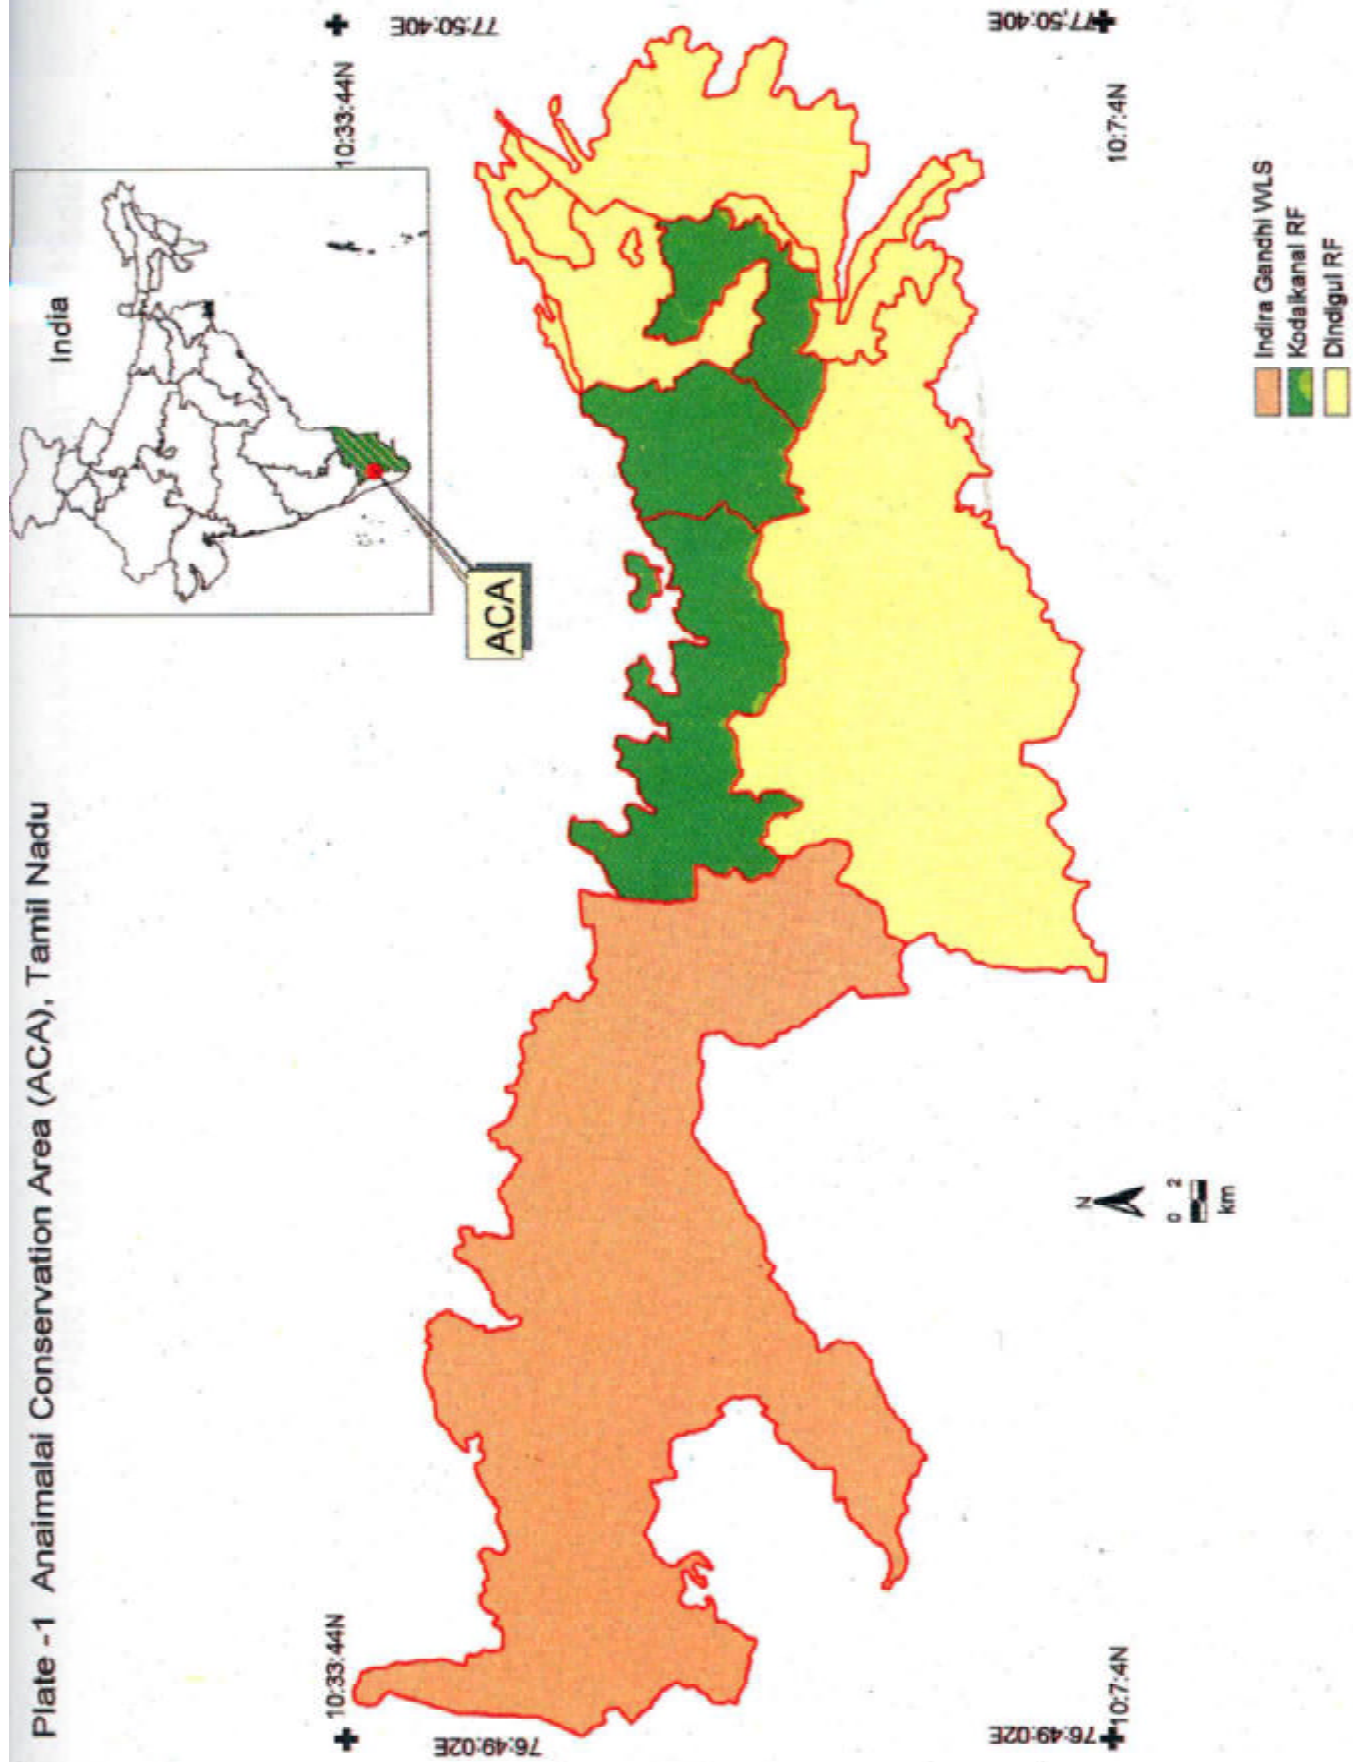 Plate -1 Anaimalai Conservation Area (ACA), Tamil Nadu
India
ACA
10:33:44N
10:33:44N
76:49:02E
77:50:40E
76:49:02E
77:50:40E
10:7:4N
10:7:4N
N
0 2
km
Indira Gandhi WLS
Kodaikanal RF
Dindigul RF